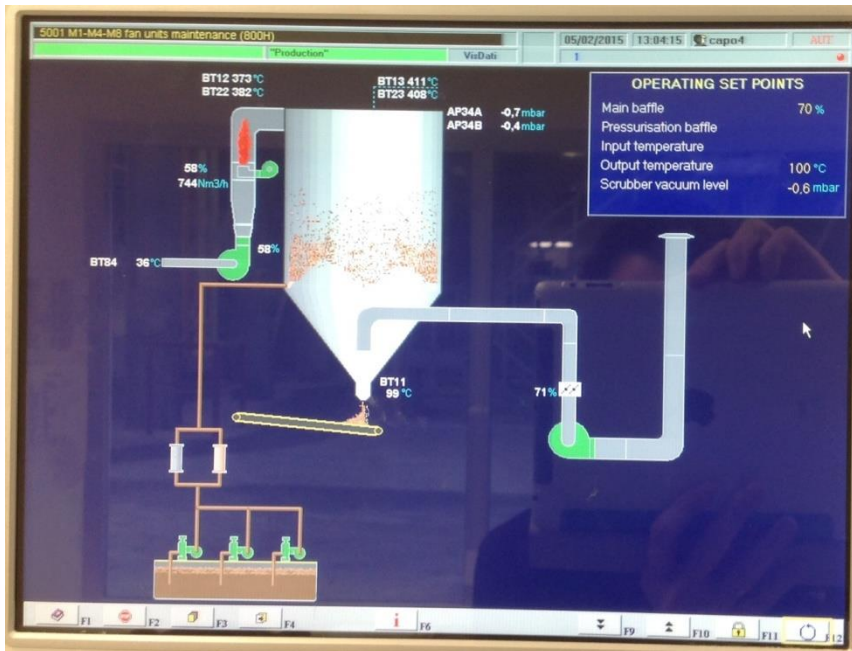 5001 M1-M4-M8 fan units maintenance (800H)
05/02/2015 13:04:15 capo4 AUT
"Production" VisDati 1
BT12 373°C
BT22 382°C
BT13 411°C
BT23 408°C
AP34A -0,7 mbar
AP34B -0,4 mbar
OPERATING SET POINTS
Main baffle 70 %
Pressurisation baffle
Input temperature
Output temperature 100 °C
Scrubber vacuum level -0,6 mbar
58%
744 Nm3/h
58%
BT84 36°C
BT11
99 °C
71%
F1 F2 F3 F4 i F6 F9 F10 F11 F12